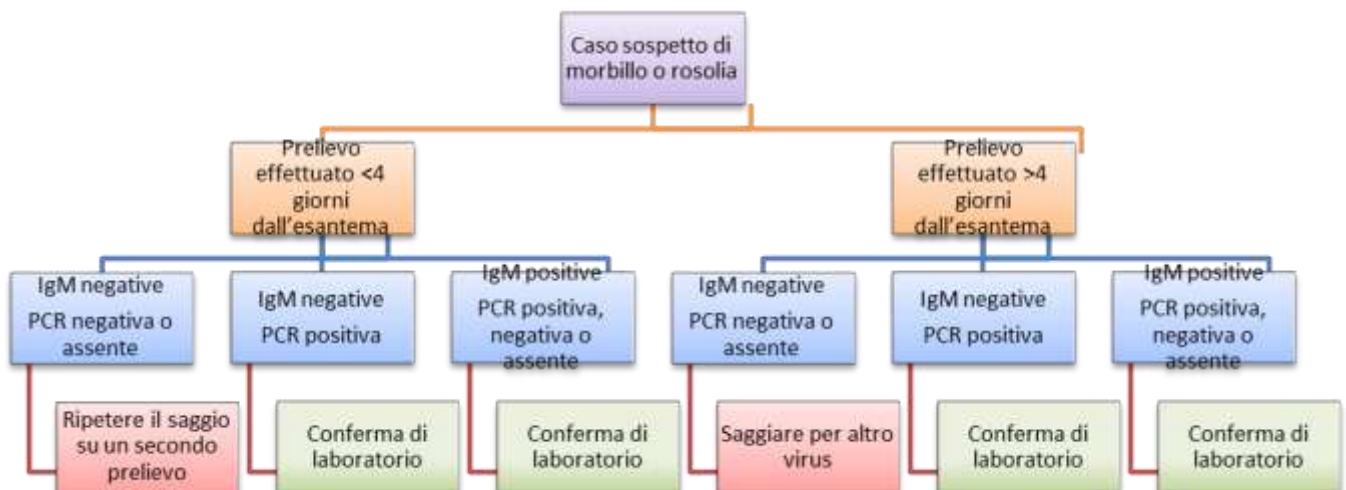 Caso sospetto di
morbillo o rosolia
Prelievo
effettuato <4
giorni
dall'esantema
Prelievo
effettuato >4
giorni
dall'esantema
IgM negative
PCR negativa o
assente
IgM negative
PCR positiva
IgM positive
PCR positiva,
negativa o
assente
IgM negative
PCR negativa o
assente
IgM negative
PCR positiva
IgM positive
PCR positiva,
negativa o
assente
Ripetere il saggio
su un secondo
prelievo
Conferma di
laboratorio
Conferma di
laboratorio
Saggiare per altro
virus
Conferma di
laboratorio
Conferma di
laboratorio